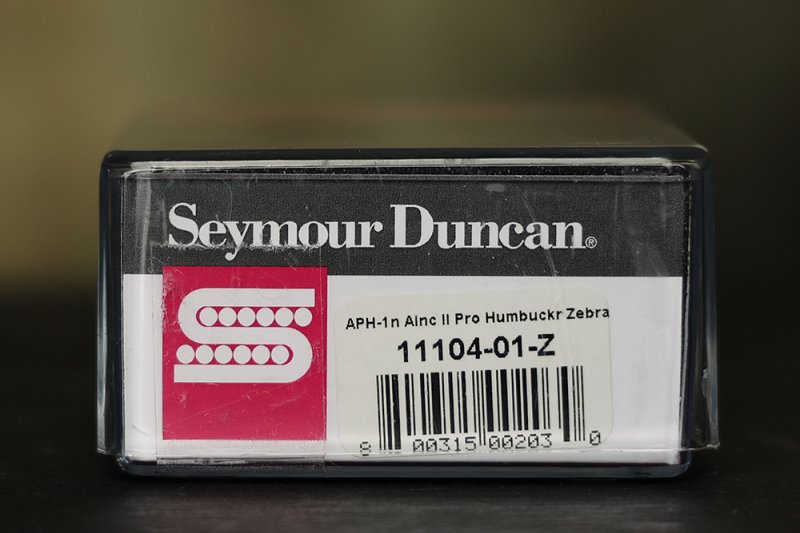 Seymour Duncan®
APH-1n Alnc II Pro Humbuckr Zebra
11104-01-Z
8 00315 00203 0